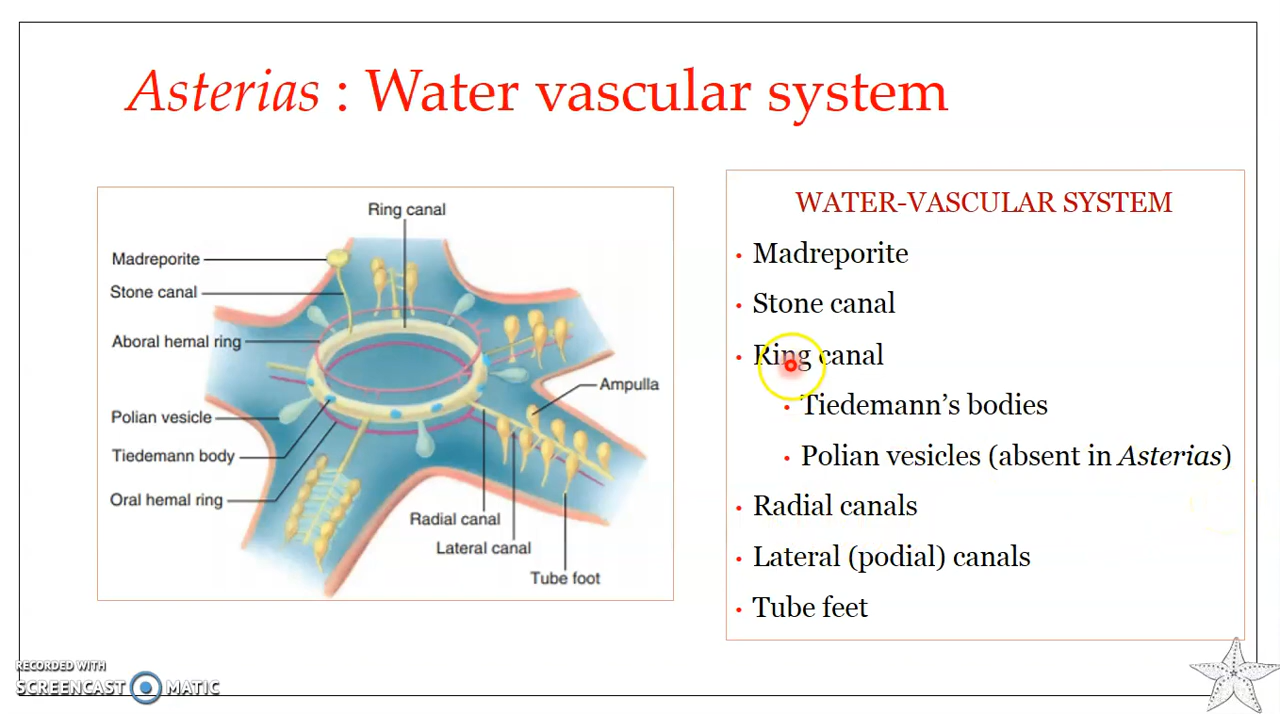 Asterias : Water vascular system
Ring canal
Madreporite
Stone canal
Aboral hemal ring
Polian vesicle
Tiedemann body
Oral hemal ring
Ampulla
Radial canal
Lateral canal
Tube foot
WATER-VASCULAR SYSTEM
• Madreporite
• Stone canal
• Ring canal
• Tiedemann’s bodies
• Polian vesicles (absent in Asterias)
• Radial canals
• Lateral (podial) canals
• Tube feet
RECORDED WITH
SCREENCAST MATIC